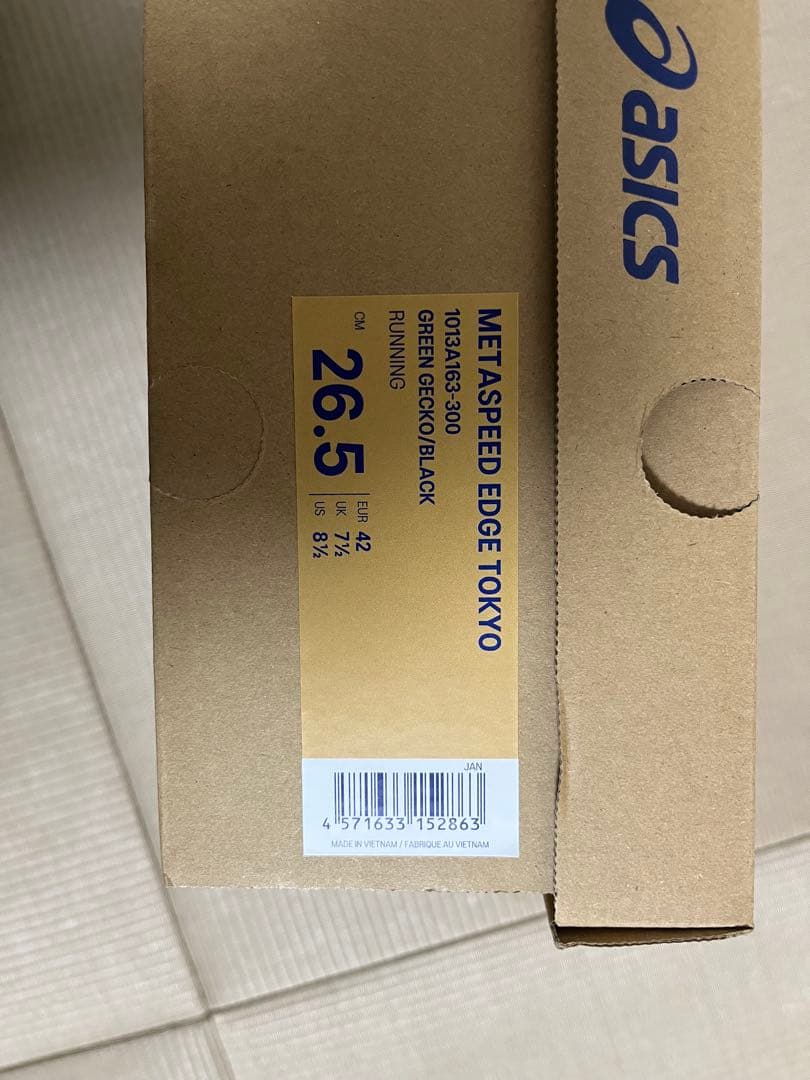 asics
METASPEED EDGE TOKYO
1013A163-300
GREEN GECKO/BLACK
RUNNING
CM 26.5
EUR 42
UK 7½
US 8½
JAN
4 571633 152863
MADE IN VIETNAM / FABRIQUE AU VIETNAM